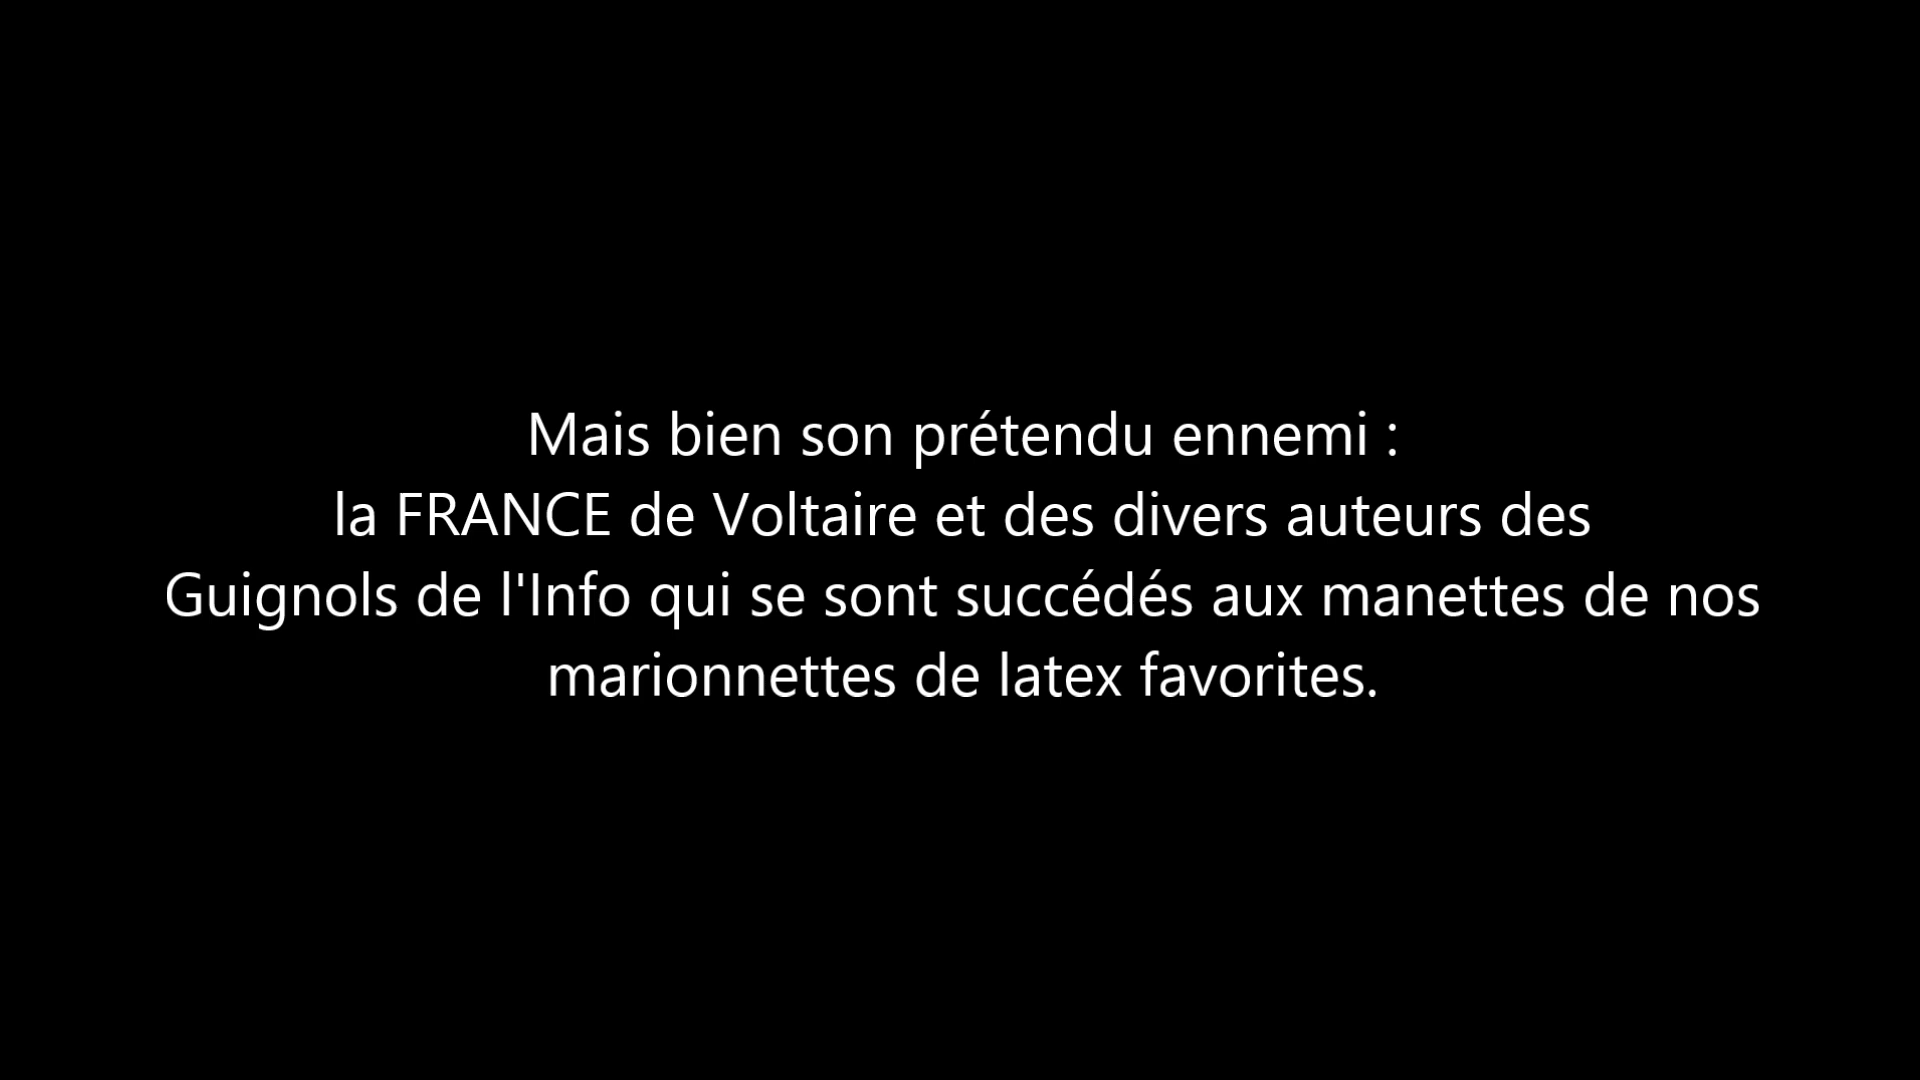 Mais bien son prétendu ennemi :
la FRANCE de Voltaire et des divers auteurs des
Guignols de l'Info qui se sont succédés aux manettes de nos
marionnettes de latex favorites.